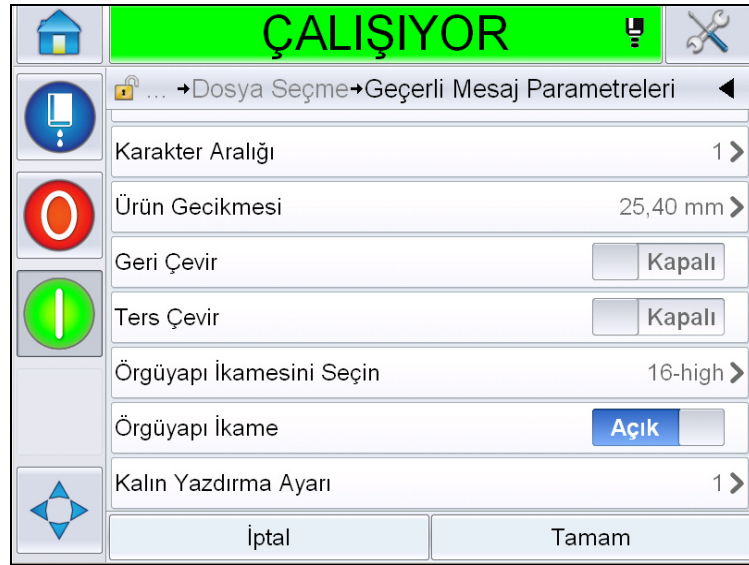 ÇALIŞIYOR
... →Dosya Seçme→Geçerli Mesaj Parametreleri
Karakter Aralığı 1
Ürün Gecikmesi 25,40 mm
Geri Çevir Kapalı
Ters Çevir Kapalı
Örgüyapı İkamesini Seçin 16-high
Örgüyapı İkame Açık
Kalın Yazdırma Ayarı 1
İptal Tamam